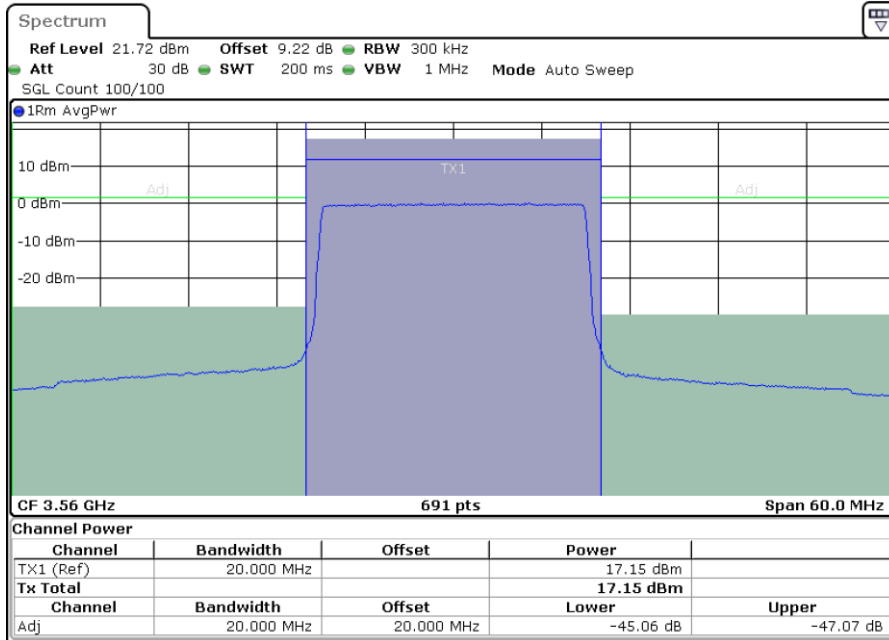 Spectrum
Ref Level 21.72 dBm Offset 9.22 dB RBW 300 kHz
Att 30 dB SWT 200 ms VBW 1 MHz Mode Auto Sweep
SGL Count 100/100
1Rm AvgPwr
10 dBm
TX1
Adj Adj
0 dBm
-10 dBm
-20 dBm
CF 3.56 GHz 691 pts Span 60.0 MHz
Channel Power
Channel Bandwidth Offset Power
TX1 (Ref) 20.000 MHz 17.15 dBm
Tx Total 17.15 dBm
Channel Bandwidth Offset Lower Upper
Adj 20.000 MHz 20.000 MHz -45.06 dB -47.07 dB